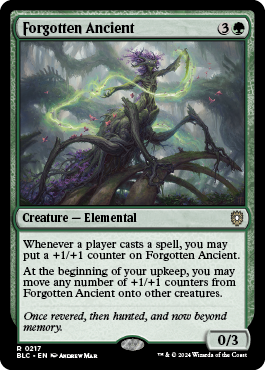 Forgotten Ancient 3
Creature — Elemental
Whenever a player casts a spell, you may
put a +1/+1 counter on Forgotten Ancient.
At the beginning of your upkeep, you may
move any number of +1/+1 counters from
Forgotten Ancient onto other creatures.
Once revered, then hunted, and now beyond
memory.
0/3
R 0217
BLC • EN Andrew Mar
™ & © 2024 Wizards of the Coast